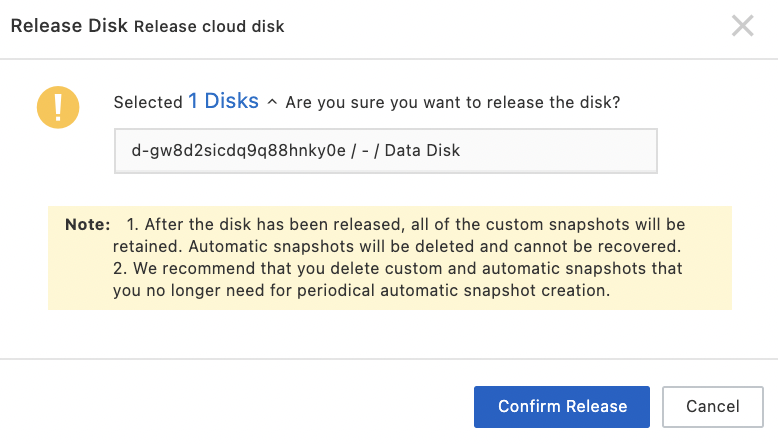 Release Disk Release cloud disk
Selected 1 Disks Are you sure you want to release the disk?
d-gw8d2sicdq9q88hnky0e / - / Data Disk
Note: 1. After the disk has been released, all of the custom snapshots will be
retained. Automatic snapshots will be deleted and cannot be recovered.
2. We recommend that you delete custom and automatic snapshots that
you no longer need for periodical automatic snapshot creation.
Confirm Release Cancel